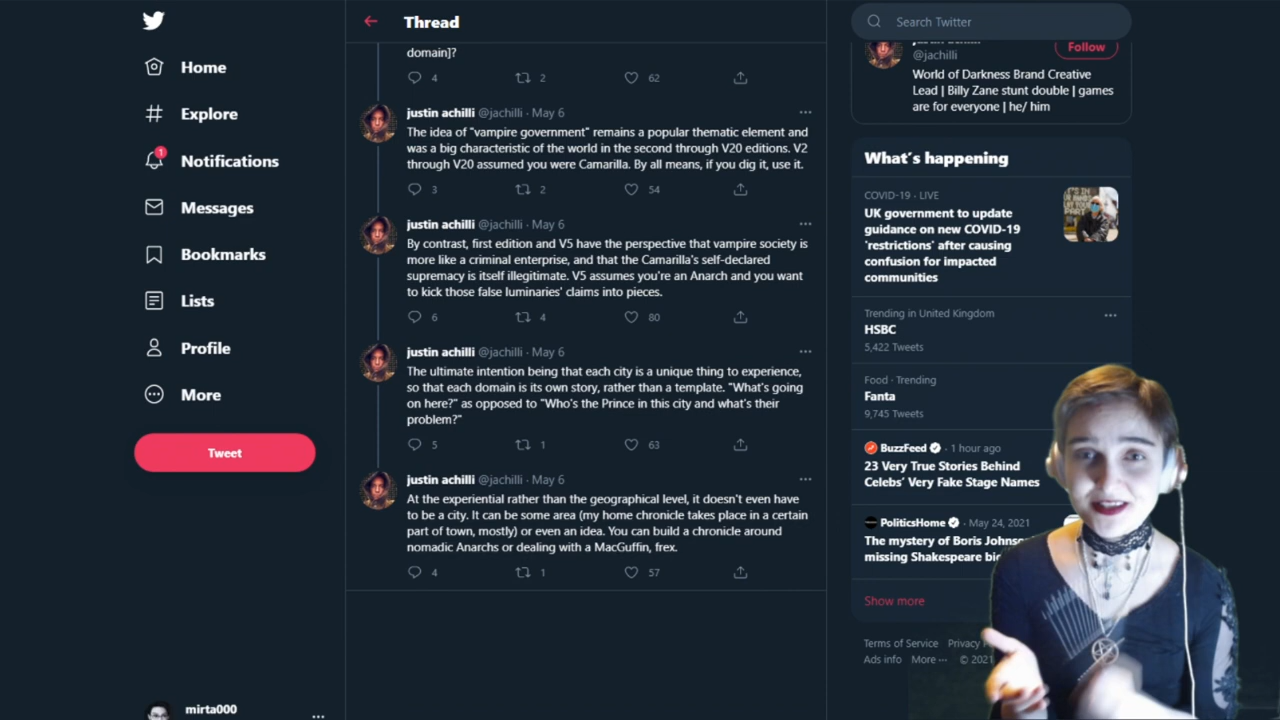 Home
Explore
1
Notifications
Messages
Bookmarks
Lists
Profile
More
Tweet
mirta000
Thread
domain]?
4 2 62
justin achilli @jachilli · May 6
The idea of "vampire government" remains a popular thematic element and
was a big characteristic of the world in the second through V20 editions. V2
through V20 assumed you were Camarilla. By all means, if you dig it, use it.
3 2 54
justin achilli @jachilli · May 6
By contrast, first edition and V5 have the perspective that vampire society is
more like a criminal enterprise, and that the Camarilla's self-declared
supremacy is itself illegitimate. V5 assumes you're an Anarch and you want
to kick those false luminaries' claims into pieces.
6 4 80
justin achilli @jachilli · May 6
The ultimate intention being that each city is a unique thing to experience,
so that each domain is its own story, rather than a template. "What's going
on here?" as opposed to "Who's the Prince in this city and what's their
problem?"
5 1 63
justin achilli @jachilli · May 6
At the experiential rather than the geographical level, it doesn't even have
to be a city. It can be some area (my home chronicle takes place in a certain
part of town, mostly) or even an idea. You can build a chronicle around
nomadic Anarchs or dealing with a MacGuffin, frex.
4 1 57
Search Twitter
justin achilli
@jachilli
Follow
World of Darkness Brand Creative
Lead | Billy Zane stunt double | games
are for everyone | he/ him
What's happening
COVID-19 · LIVE
UK government to update
guidance on new COVID-19
'restrictions' after causing
confusion for impacted
communities
Trending in United Kingdom
HSBC
5,422 Tweets
Food · Trending
Fanta
9,745 Tweets
BuzzFeed · 1 hour ago
23 Very True Stories Behind
Celebs' Very Fake Stage Names
PoliticsHome · May 24, 2021
The mystery of Boris Johnso
missing Shakespeare bi
Show more
Terms of Service Privacy
Ads info More ··· © 2021